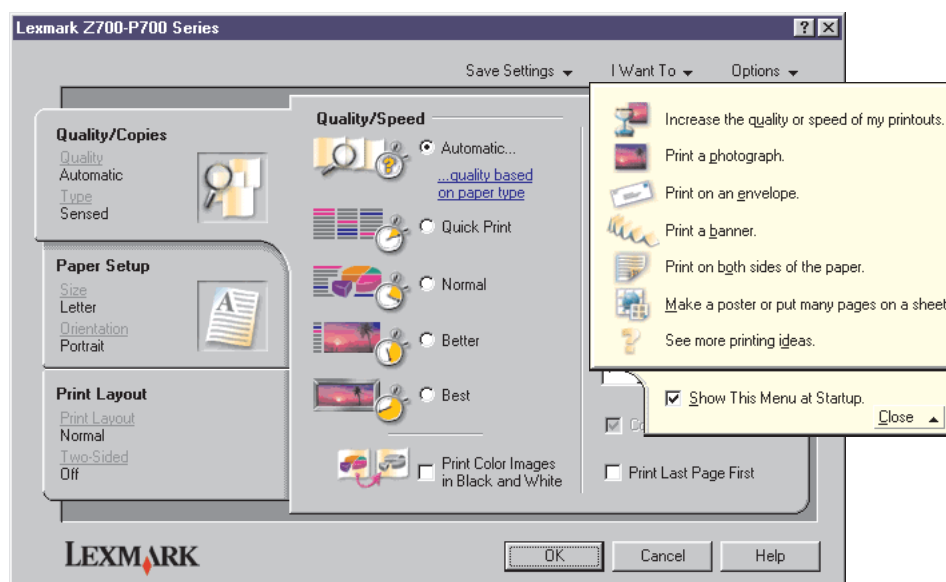 Lexmark Z700-P700 Series
Save Settings
I Want To
Options
Quality/Copies
Quality
Automatic
Type
Sensed
Paper Setup
Size
Letter
Orientation
Portrait
Print Layout
Print Layout
Normal
Two-Sided
Off
Quality/Speed
Automatic...
...quality based
on paper type
Quick Print
Normal
Better
Best
Print Color Images
in Black and White
Increase the quality or speed of my printouts.
Print a photograph.
Print on an envelope.
Print a banner.
Print on both sides of the paper.
Make a poster or put many pages on a sheet
See more printing ideas.
Show This Menu at Startup.
Close
Print Last Page First
LEXMARK
OK
Cancel
Help